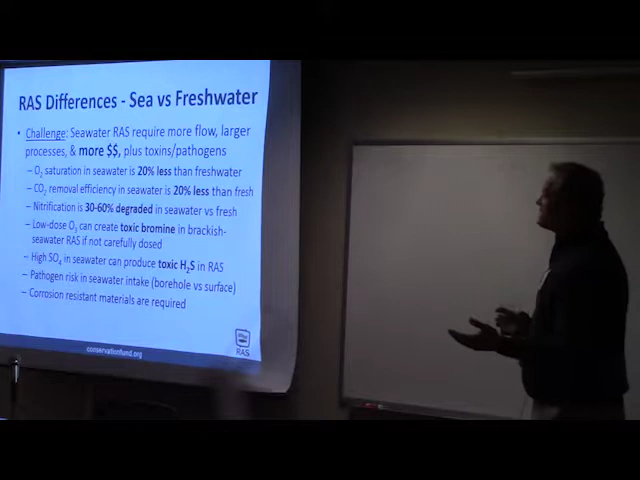 RAS Differences - Sea vs Freshwater
• Challenge: Seawater RAS require more flow, larger
processes, & more $$, plus toxins/pathogens
– O₂ saturation in seawater is 20% less than freshwater
– CO₂ removal efficiency in seawater is 20% less than fresh
– Nitrification is 30-60% degraded in seawater vs fresh
– Low-dose O₃ can create toxic bromine in brackish-
seawater RAS if not carefully dosed
– High SO₄ in seawater can produce toxic H₂S in RAS
– Pathogen risk in seawater intake (borehole vs surface)
– Corrosion resistant materials are required
conservationfund.org
RAS